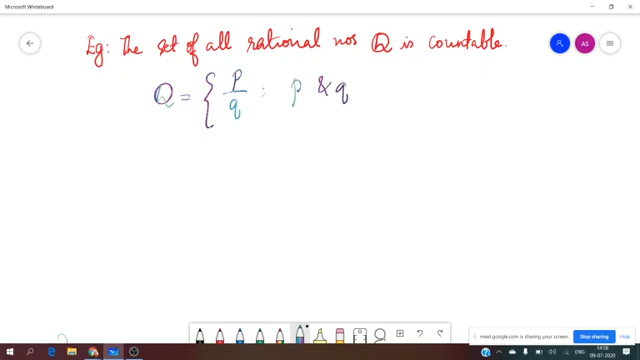 Microsoft Whiteboard
Eg: The set of all rational nos Q is countable.
AS
Q = { p/q : p & q
meet.google.com is sharing your screen.
Stop sharing
Hide
ENG
14:58
09-07-2020